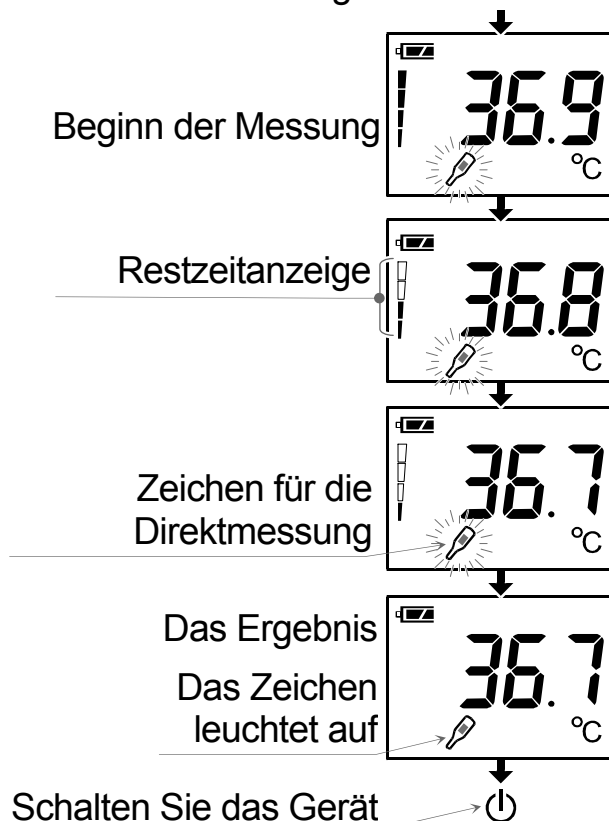 36.9
Beginn der Messung
°C
Restzeitanzeige
36.8
°C
Zeichen für die
Direktmessung
36.7
°C
Das Ergebnis
Das Zeichen
leuchtet auf
36.7
°C
Schalten Sie das Gerät